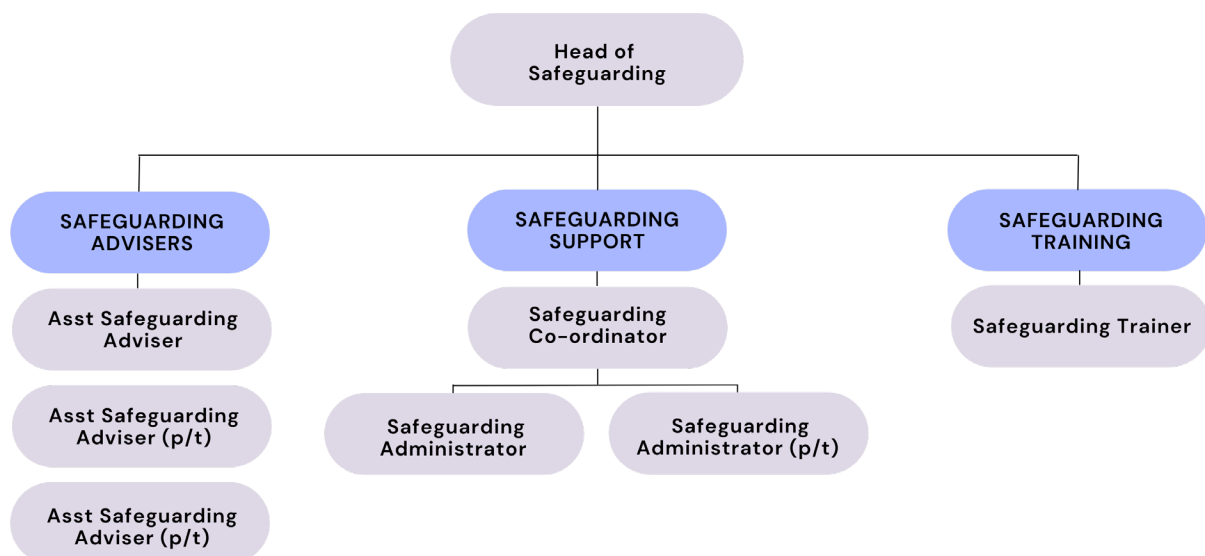 Head of
Safeguarding
SAFEGUARDING
ADVISERS
SAFEGUARDING
SUPPORT
SAFEGUARDING
TRAINING
Asst Safeguarding
Adviser
Safeguarding
Co-ordinator
Safeguarding Trainer
Asst Safeguarding
Adviser (p/t)
Safeguarding
Administrator
Safeguarding
Administrator (p/t)
Asst Safeguarding
Adviser (p/t)